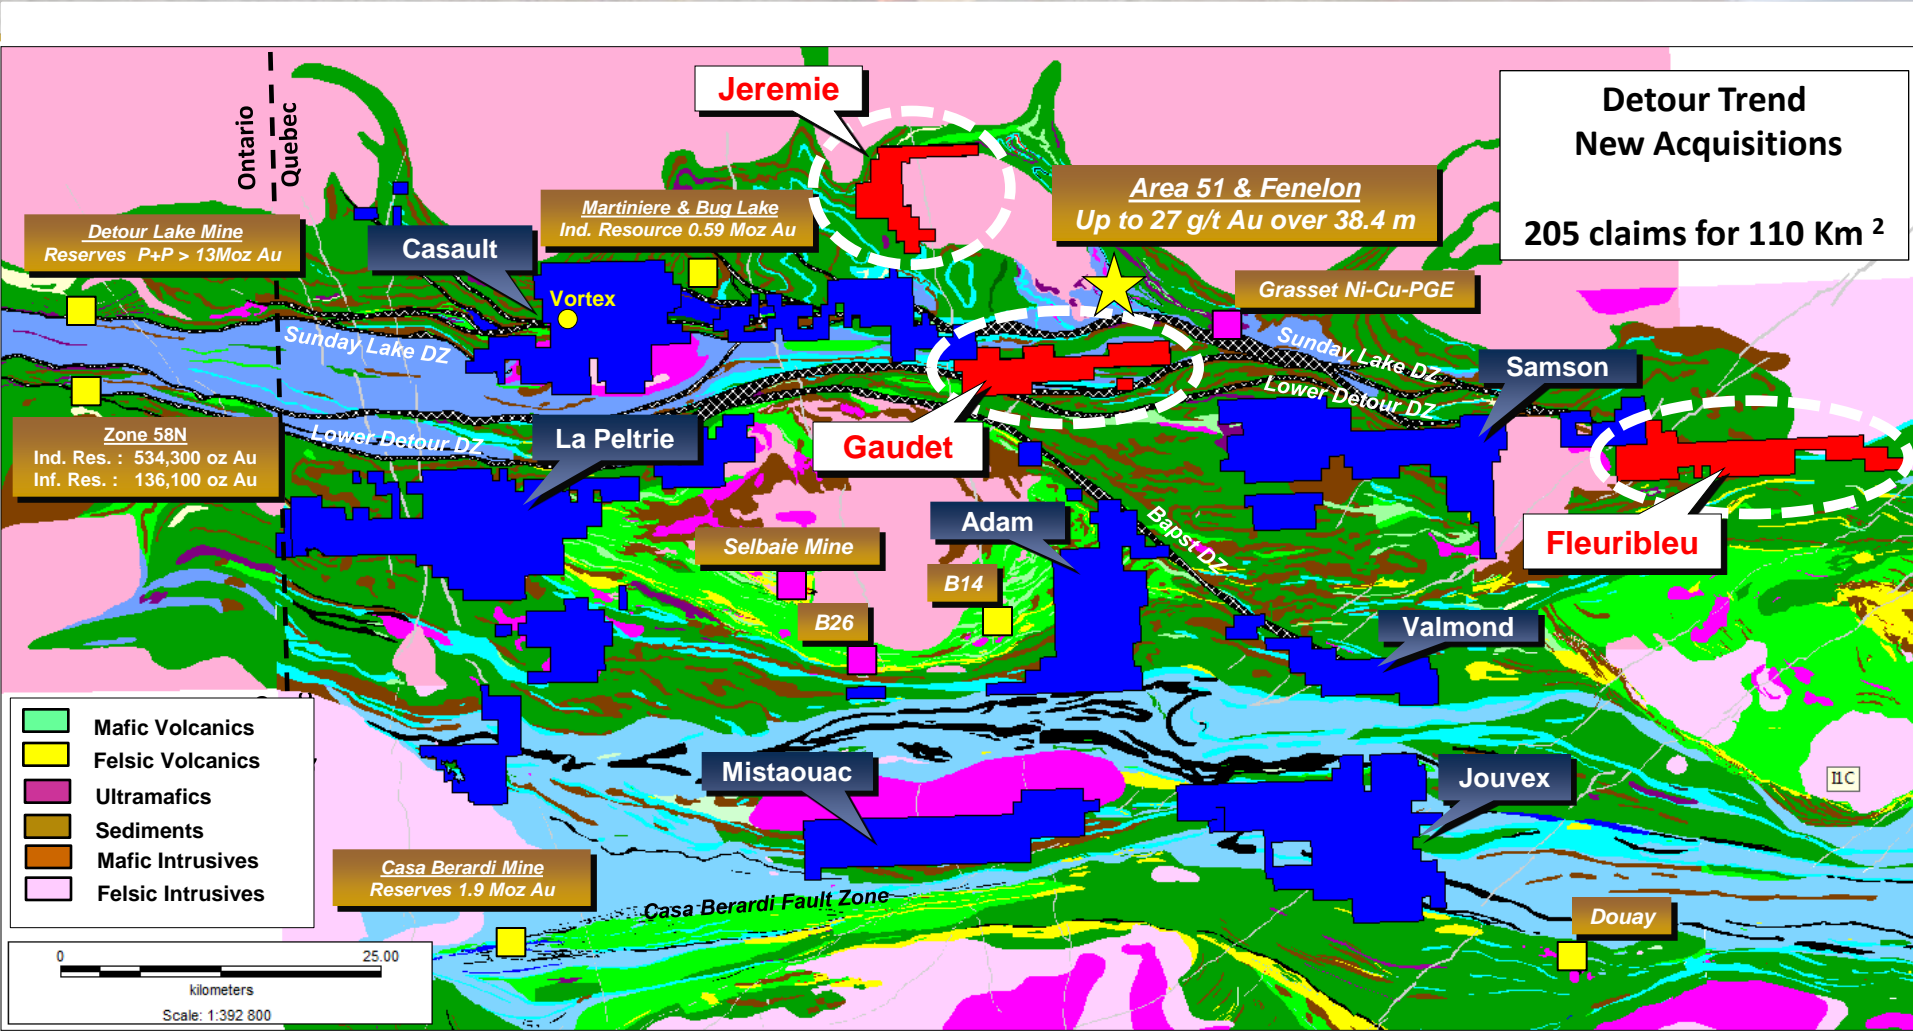 Detour Trend
New Acquisitions
205 claims for 110 Km ²
Jeremie
Ontario
Quebec
Area 51 & Fenelon
Up to 27 g/t Au over 38.4 m
Martiniere & Bug Lake
Ind. Resource 0.59 Moz Au
Detour Lake Mine
Reserves P+P > 13Moz Au
Casault
Vortex
Grasset Ni-Cu-PGE
Sunday Lake DZ
Sunday Lake DZ
Samson
Lower Detour DZ
Lower Detour DZ
La Peltrie
Gaudet
Zone 58N
Ind. Res. : 534,300 oz Au
Inf. Res. : 136,100 oz Au
Fleuribleu
Adam
Bapst DZ
Selbaie Mine
B14
B26
Valmond
Mafic Volcanics
Felsic Volcanics
Ultramafics
Sediments
Mafic Intrusives
Felsic Intrusives
Mistaouac
Jouvex
I1C
Casa Berardi Mine
Reserves 1.9 Moz Au
Casa Berardi Fault Zone
Douay
0 25.00
kilometers
Scale: 1:392 800